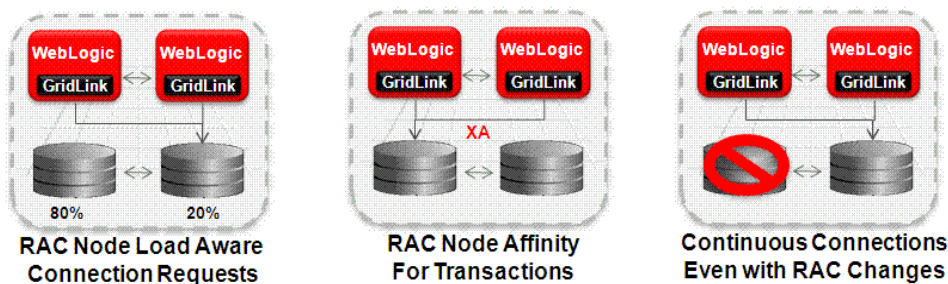 WebLogic WebLogic
GridLink GridLink
80% 20%
RAC Node Load Aware
Connection Requests
WebLogic WebLogic
GridLink GridLink
XA
RAC Node Affinity
For Transactions
WebLogic WebLogic
GridLink GridLink
Continuous Connections
Even with RAC Changes